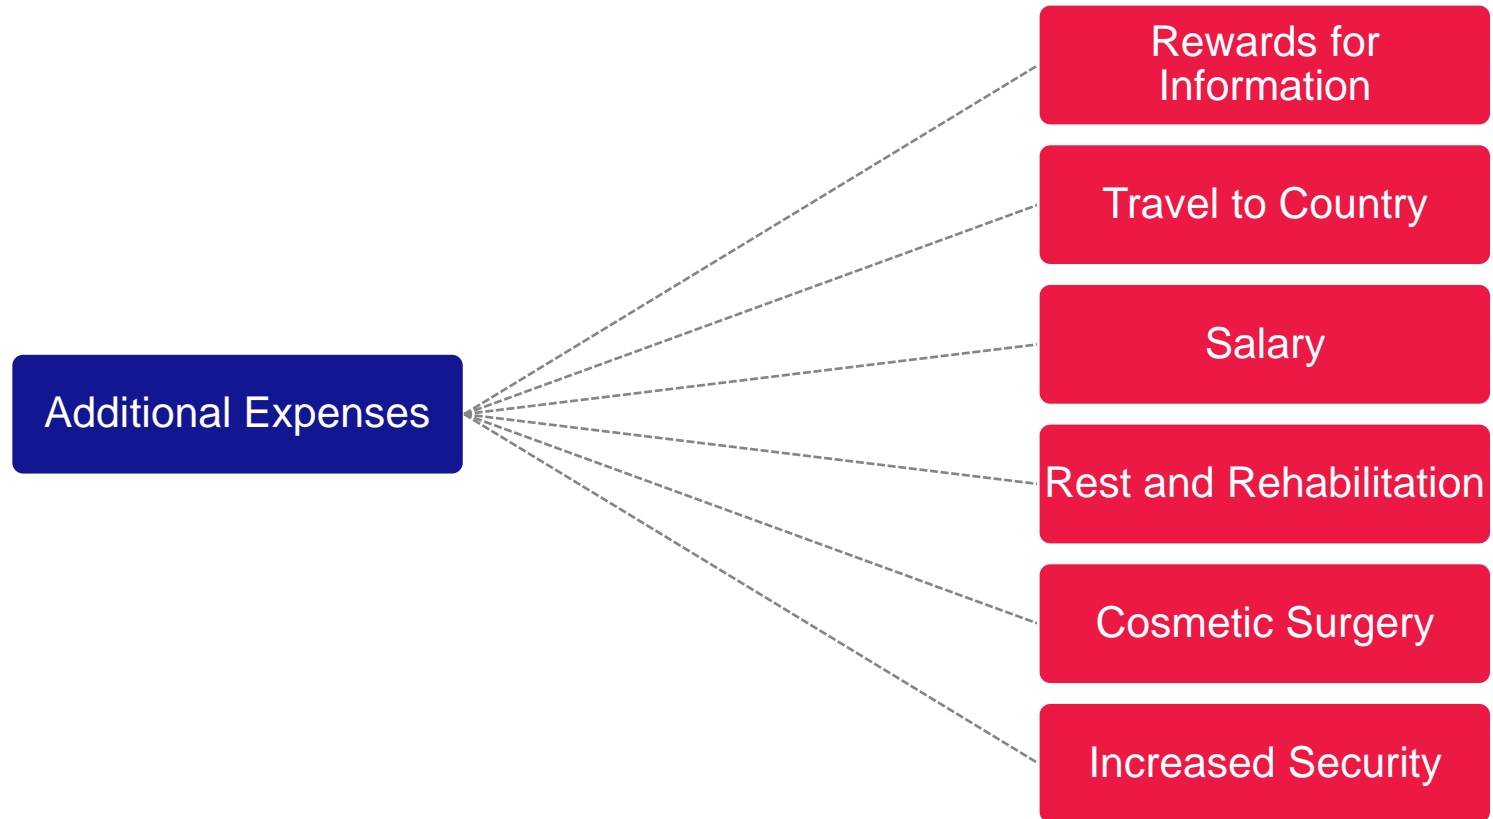 Additional Expenses
Rewards for
Information
Travel to Country
Salary
Rest and Rehabilitation
Cosmetic Surgery
Increased Security